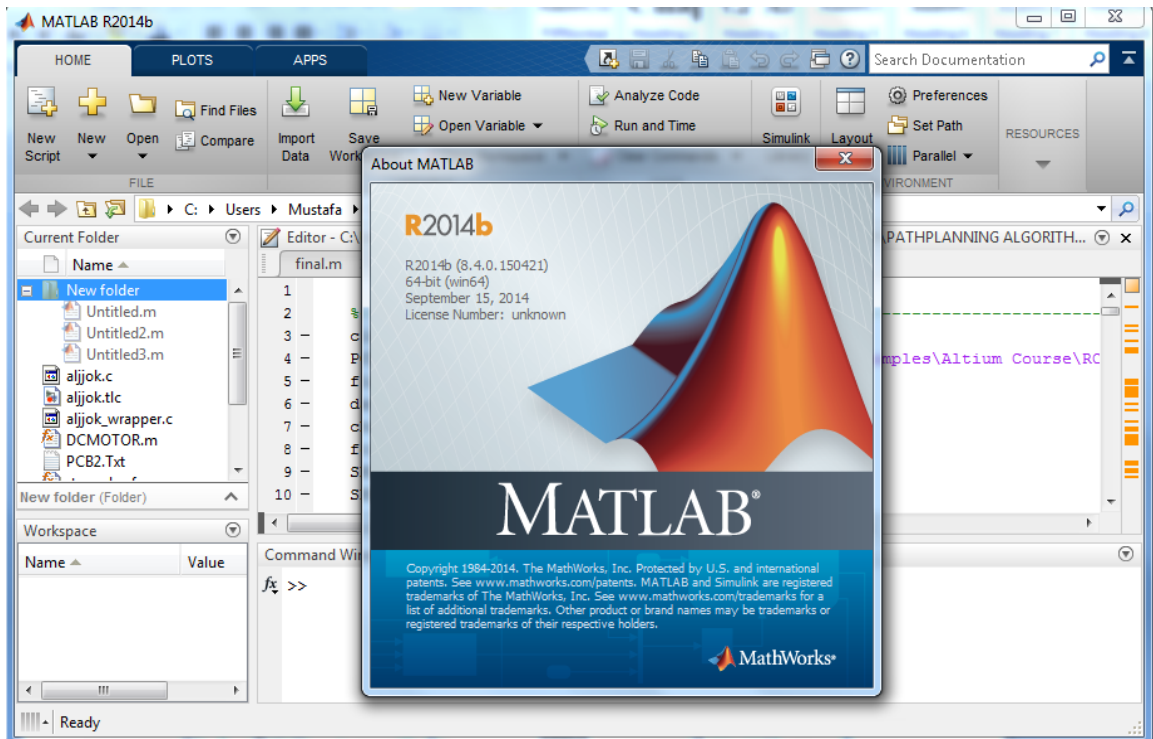 MATLAB R2014b
HOME PLOTS APPS
Search Documentation
New Script
New
Open
Find Files
Compare
FILE
Import Data
Save
New Variable
Open Variable
Analyze Code
Run and Time
Simulink
Layout
Preferences
Set Path
Parallel
RESOURCES
C: Users Mustafa
Current Folder
Name
New folder
Untitled.m
Untitled2.m
Untitled3.m
aljjok.c
aljjok.tlc
aljjok_wrapper.c
DCMOTOR.m
PCB2.Txt
New folder (Folder)
Workspace
Name Value
Editor - C:\
\PATHPLANNING ALGORITH...
final.m
1
2 %
3 – c
4 – P
mples\Altium Course\RC
5 – f
6 – d
7 – c
8 – f
9 – S
10 – S
fx >>
About MATLAB
R2014b
R2014b (8.4.0.150421)
64-bit (win64)
September 15, 2014
License Number: unknown
MATLAB®
Copyright 1984-2014. The MathWorks, Inc. Protected by U.S. and international
patents. See www.mathworks.com/patents. MATLAB and Simulink are registered
trademarks of The MathWorks, Inc. See www.mathworks.com/trademarks for a
list of additional trademarks. Other product or brand names may be trademarks or
registered trademarks of their respective holders.
MathWorks®
Ready